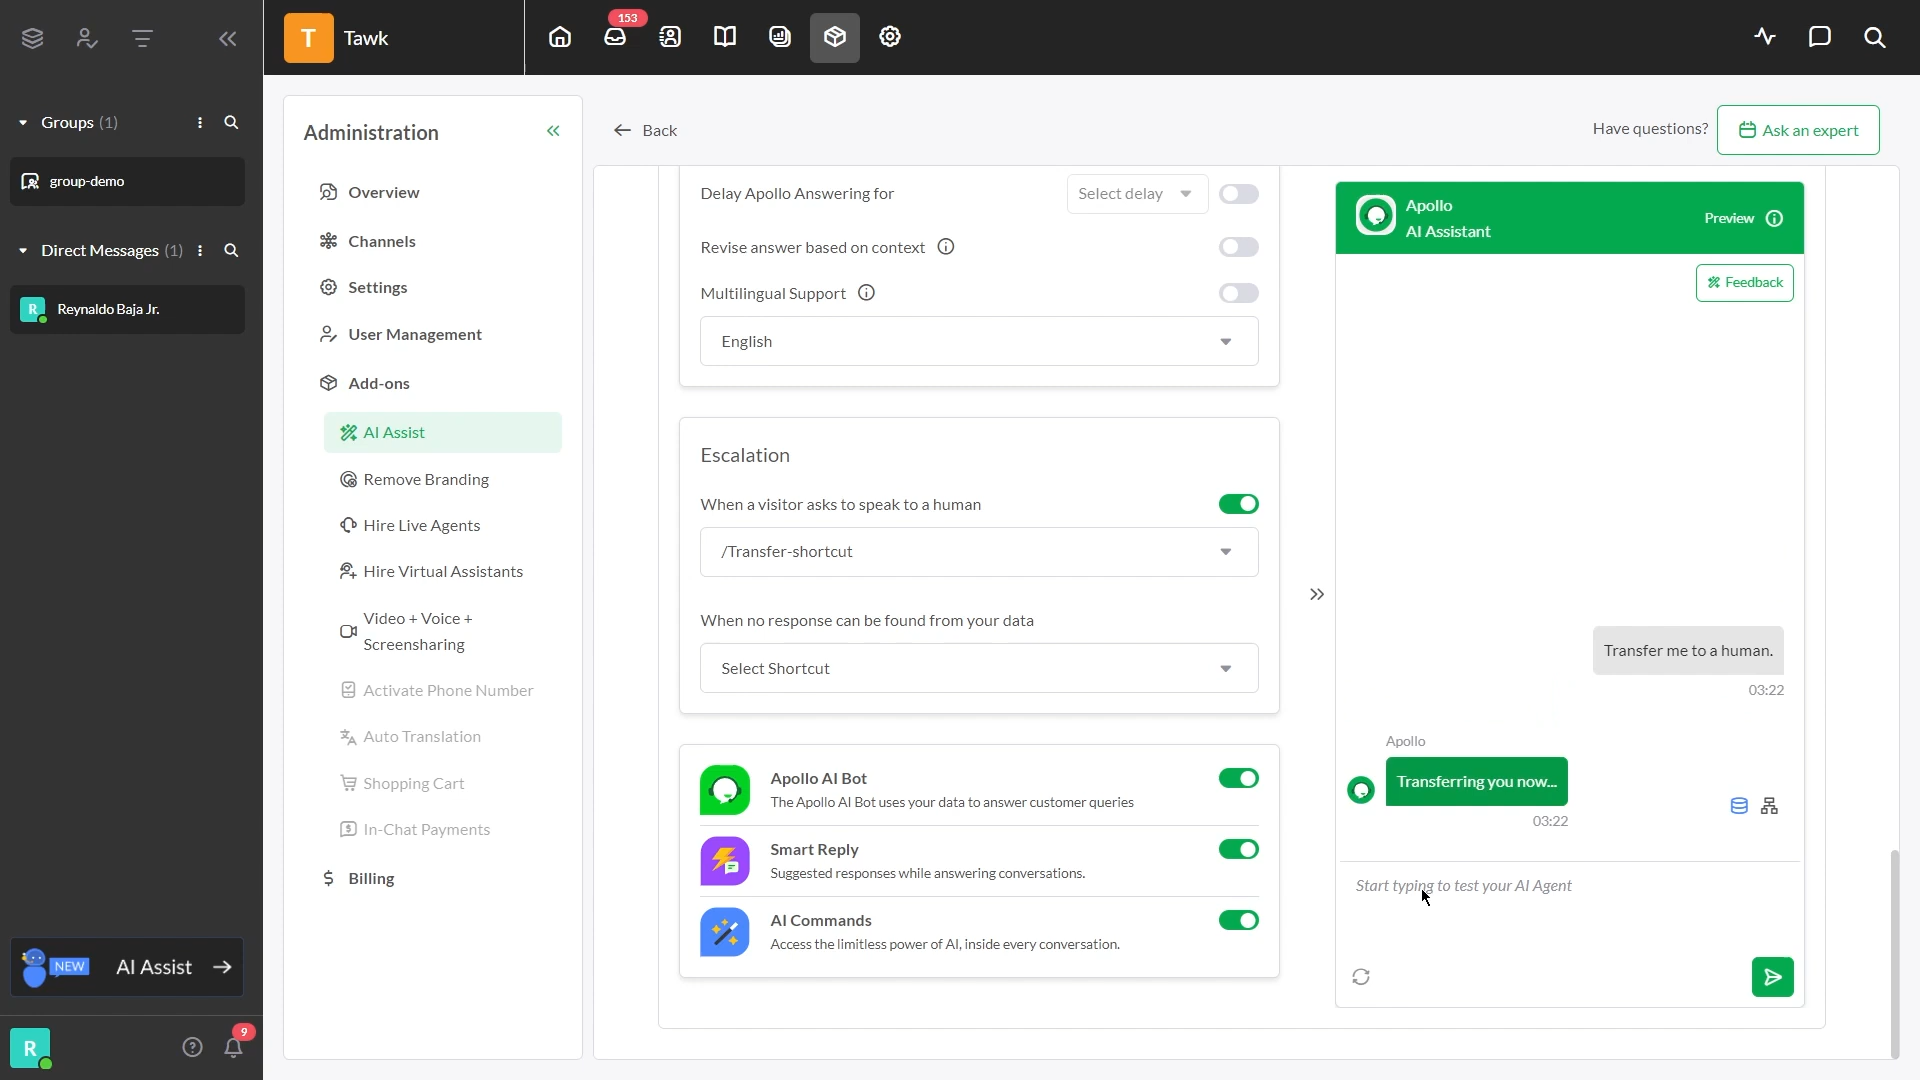 T
Tawk
153
Groups (1)
group-demo
Direct Messages (1)
R
Reynaldo Baja Jr.
NEW
AI Assist
R
9
Administration
Overview
Channels
Settings
User Management
Add-ons
AI Assist
Remove Branding
Hire Live Agents
Hire Virtual Assistants
Video + Voice +
Screensharing
Activate Phone Number
Auto Translation
Shopping Cart
In-Chat Payments
Billing
Back
Have questions?
Ask an expert
Delay Apollo Answering for
Select delay
Revise answer based on context
Multilingual Support
English
Escalation
When a visitor asks to speak to a human
/Transfer-shortcut
When no response can be found from your data
Select Shortcut
Apollo AI Bot
The Apollo AI Bot uses your data to answer customer queries
Smart Reply
Suggested responses while answering conversations.
AI Commands
Access the limitless power of AI, inside every conversation.
Apollo
AI Assistant
Preview
Feedback
Transfer me to a human.
03:22
Apollo
Transferring you now...
03:22
Start typing to test your AI Agent